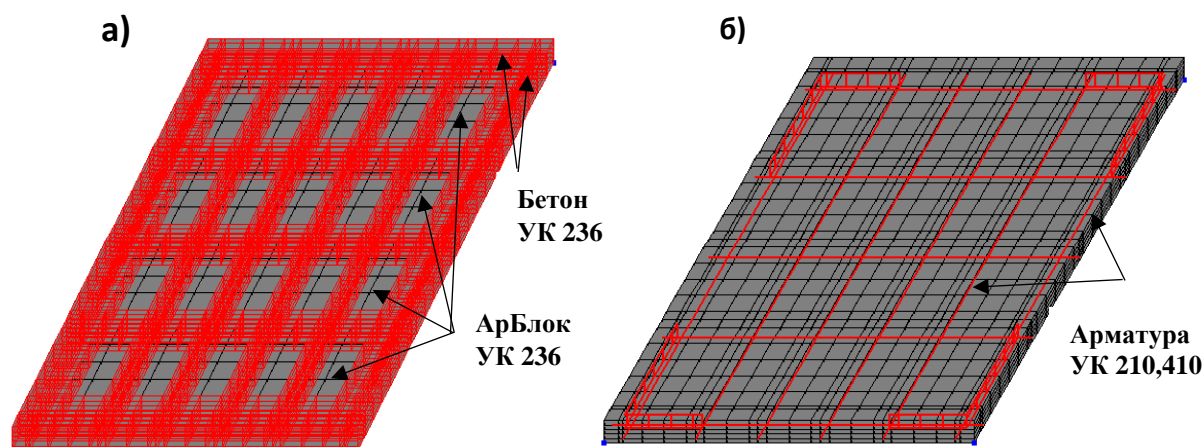 а)
б)
Бетон
УК 236
АрБлок
УК 236
Арматура
УК 210,410